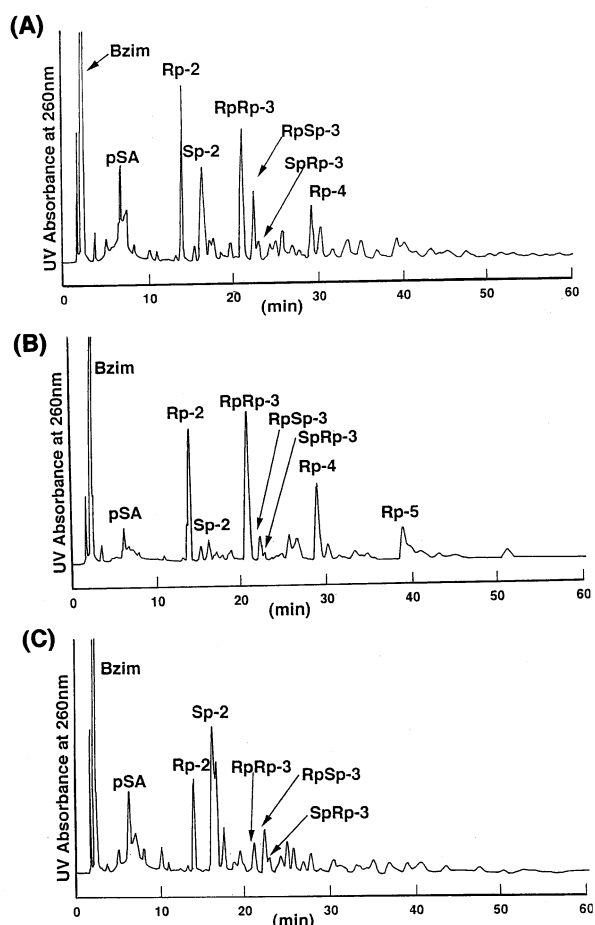 (A)
UV Absorbance at 260nm
Bzim
pSA
Rp-2
Sp-2
RpRp-3
RpSp-3
SpRp-3
Rp-4
0 10 20 30 40 50 60
(min)
(B)
UV Absorbance at 260nm
Bzim
pSA
Rp-2
Sp-2
RpRp-3
RpSp-3
SpRp-3
Rp-4
Rp-5
0 10 20 30 40 50 60
(min)
(C)
UV Absorbance at 260nm
Bzim
pSA
Rp-2
Sp-2
RpRp-3
RpSp-3
SpRp-3
0 10 20 30 40 50 60
(min)